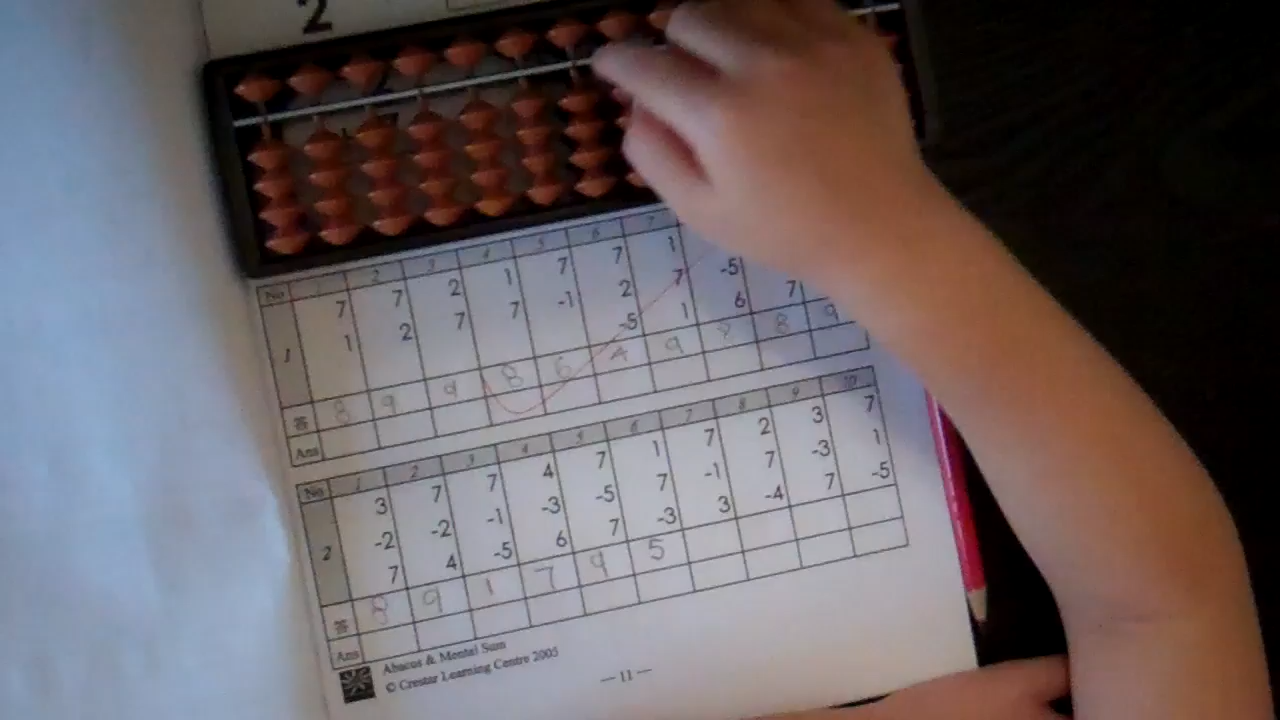 2
No 1 2 3 4 5 6 7
1
7 7 2 1 7 7 1
1 2 7 7 -1 2 7 -5
-5 1 6 7
答 8 9 9 8 6 4 9 8 9
Ans
No 1 2 3 4 5 6 7 8 9 10
2
3 7 7 4 7 1 7 2 3 7
-2 -2 -1 -3 -5 7 -1 7 -3 1
7 4 -5 6 7 -3 3 -4 7 -5
答 8 9 1 7 9 5
Ans
Abacus & Mental Sum
© Crestar Learning Centre 2005
— 11 —